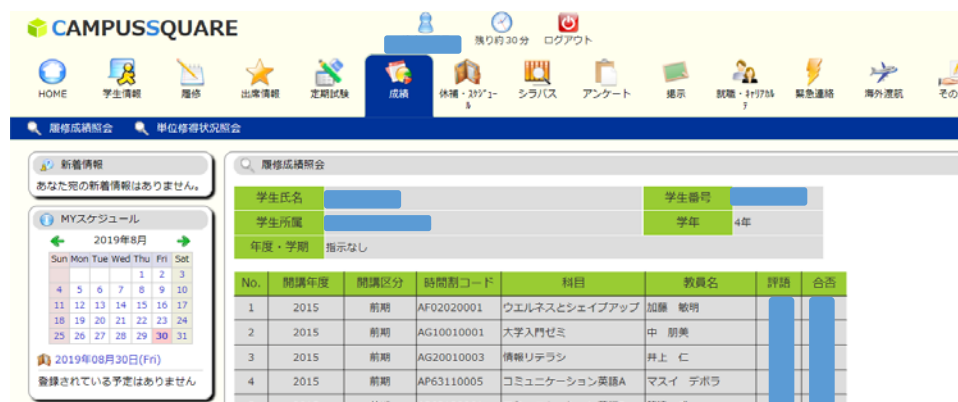 CAMPUSSQUARE
残り約30分 ログアウト
HOME 学生情報 履修 出席情報 定期試験 成績 休補・ｽｹｼﾞｭｰﾙ シラバス アンケート 掲示 就職・ｷｬﾘｱｶﾙﾃ 緊急連絡 海外渡航 その
履修成績照会 単位修得状況照会
新着情報
あなた宛の新着情報はありません。
MYスケジュール
2019年8月
Sun Mon Tue Wed Thu Fri Sat
1 2 3
4 5 6 7 8 9 10
11 12 13 14 15 16 17
18 19 20 21 22 23 24
25 26 27 28 29 30 31
2019年08月30日(Fri)
登録されている予定はありません
履修成績照会
学生氏名 学生番号
学生所属 学年 4年
年度・学期 指示なし
No. 開講年度 開講区分 時間割コード 科目 教員名 評語 合否
1 2015 前期 AF02020001 ウエルネスとシェイプアップ 加藤 敏明
2 2015 前期 AG10010001 大学入門ゼミ 中 朋美
3 2015 前期 AG20010003 情報リテラシ 井上 仁
4 2015 前期 AP63110005 コミュニケーション英語A マスイ デボラ